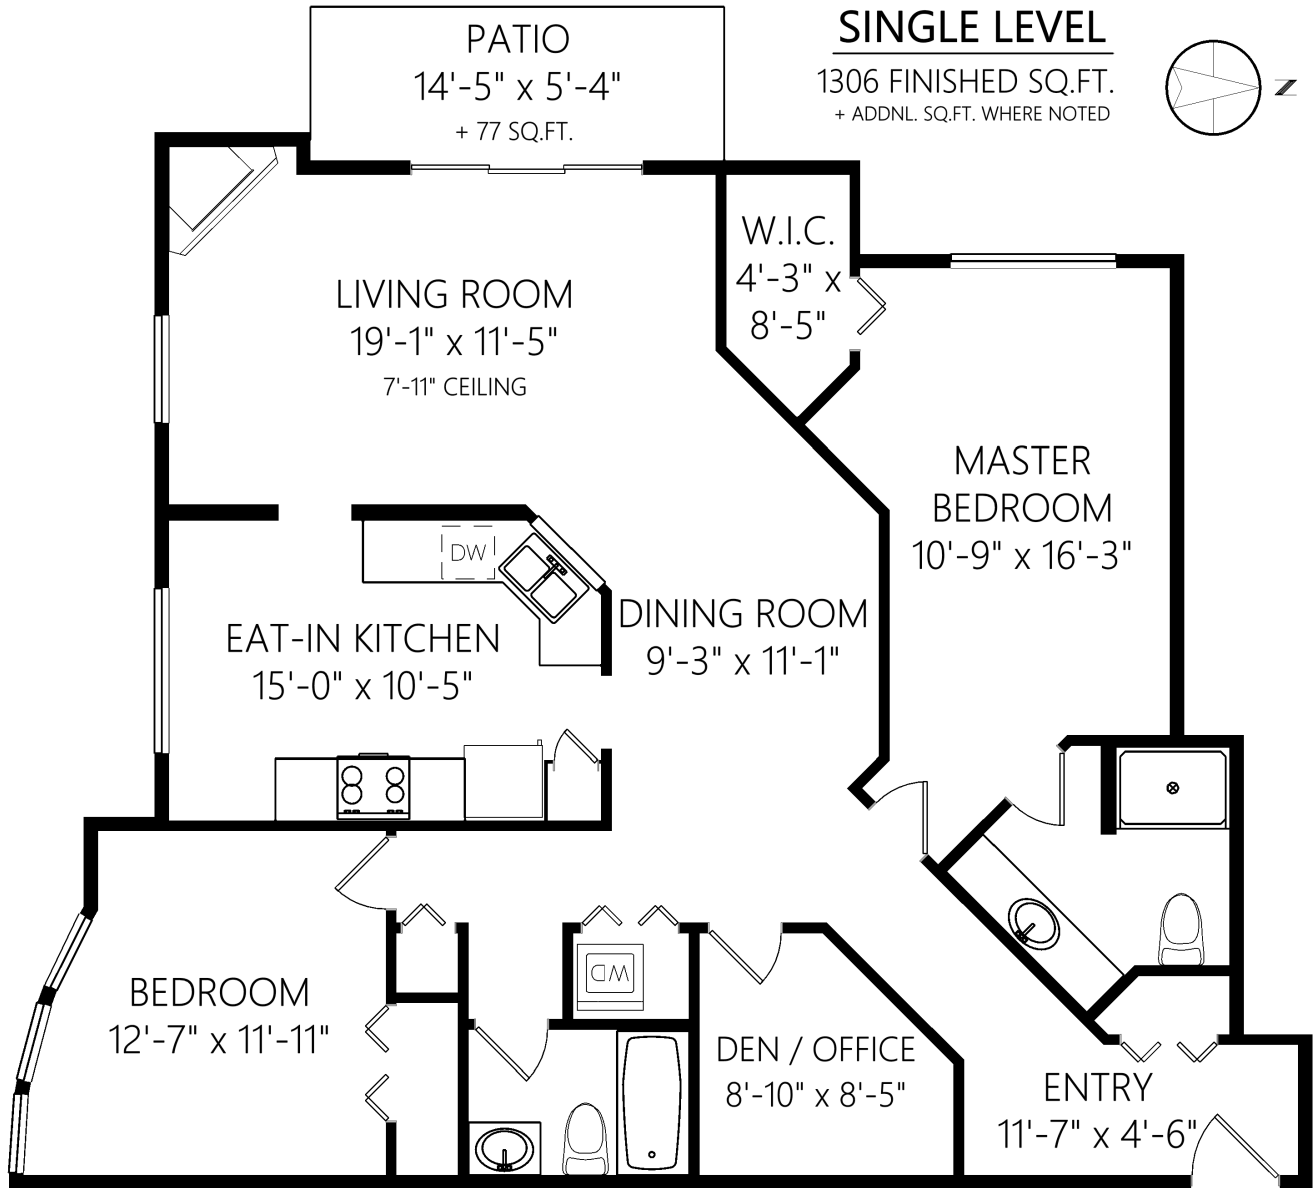 PATIO
14'-5" x 5'-4"
+ 77 SQ.FT.
SINGLE LEVEL
1306 FINISHED SQ.FT.
+ ADDNL. SQ.FT. WHERE NOTED
N
W.I.C.
4'-3" x
8'-5"
LIVING ROOM
19'-1" x 11'-5"
7'-11" CEILING
MASTER
BEDROOM
10'-9" x 16'-3"
DW
DINING ROOM
9'-3" x 11'-1"
EAT-IN KITCHEN
15'-0" x 10'-5"
BEDROOM
12'-7" x 11'-11"
WD
DEN / OFFICE
8'-10" x 8'-5"
ENTRY
11'-7" x 4'-6"